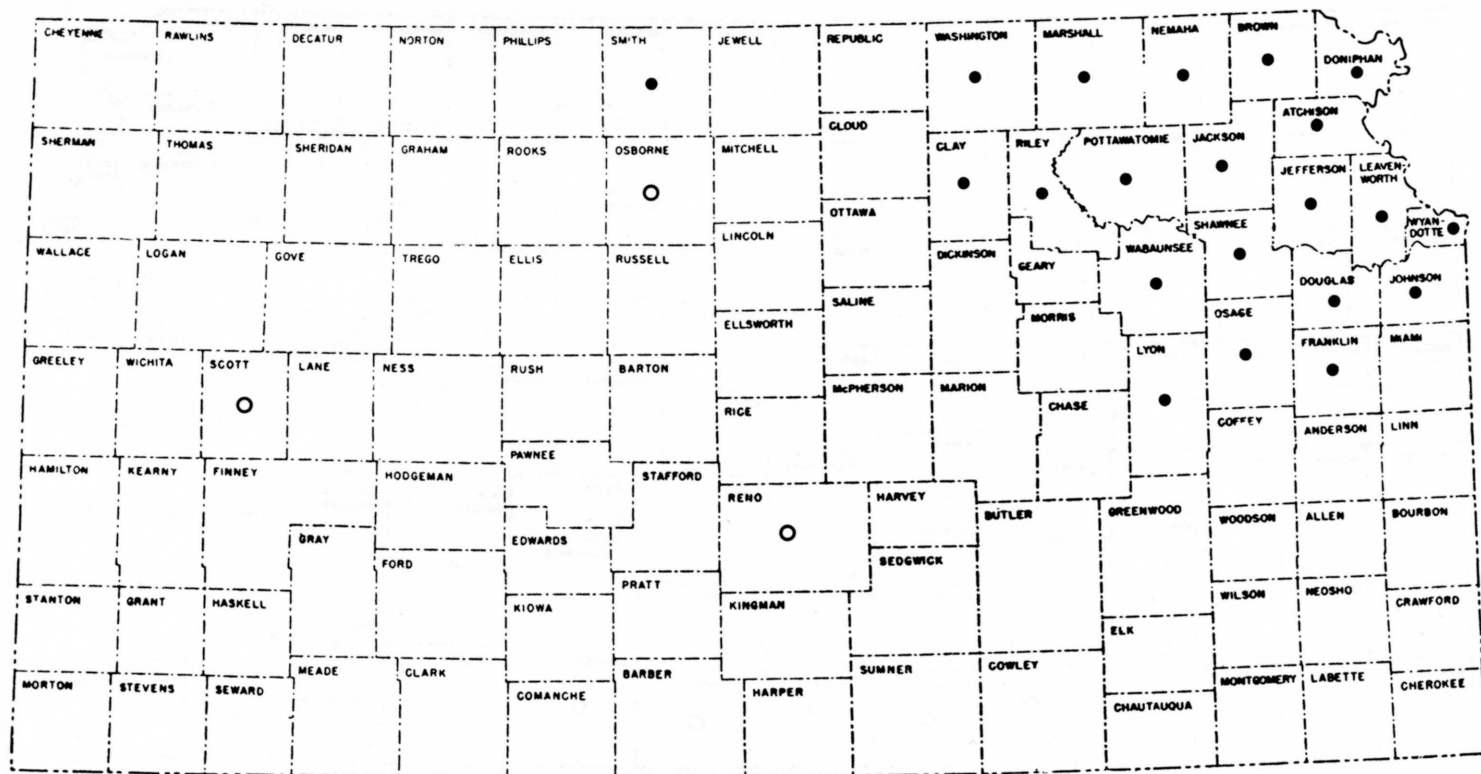 CHEYENNE
RAWLINS
DECATUR
NORTON
PHILLIPS
SMITH
JEWELL
REPUBLIC
WASHINGTON
MARSHALL
NEMAHA
BROWN
DONIPHAN
ATCHISON
CLOUD
SHERMAN
THOMAS
SHERIDAN
GRAHAM
ROOKS
OSBORNE
MITCHELL
CLAY
RILEY
POTTAWATOMIE
JACKSON
JEFFERSON
LEAVEN-
WORTH
OTTAWA
WYAN-
DOTTE
WALLACE
LOGAN
GOVE
TREGO
ELLIS
RUSSELL
LINCOLN
DICKINSON
GEARY
WABAUNSEE
SHAWNEE
DOUGLAS
JOHNSON
SALINE
ELLSWORTH
MORRIS
OSAGE
GREELEY
WICHITA
SCOTT
LANE
NESS
RUSH
BARTON
LYON
FRANKLIN
MIAMI
RICE
McPHERSON
MARION
CHASE
COFFEY
ANDERSON
LINN
HAMILTON
KEARNY
FINNEY
HODGEMAN
PAWNEE
STAFFORD
RENO
HARVEY
BUTLER
GREENWOOD
WOODSON
ALLEN
BOURBON
GRAY
EDWARDS
FORD
SEDGWICK
PRATT
STANTON
GRANT
HASKELL
KIOWA
KINGMAN
WILSON
NEOSHO
CRAWFORD
ELK
MORTON
STEVENS
SEWARD
MEADE
CLARK
COMANCHE
BARBER
HARPER
SUMNER
COWLEY
CHAUTAUQUA
MONTGOMERY
LABETTE
CHEROKEE